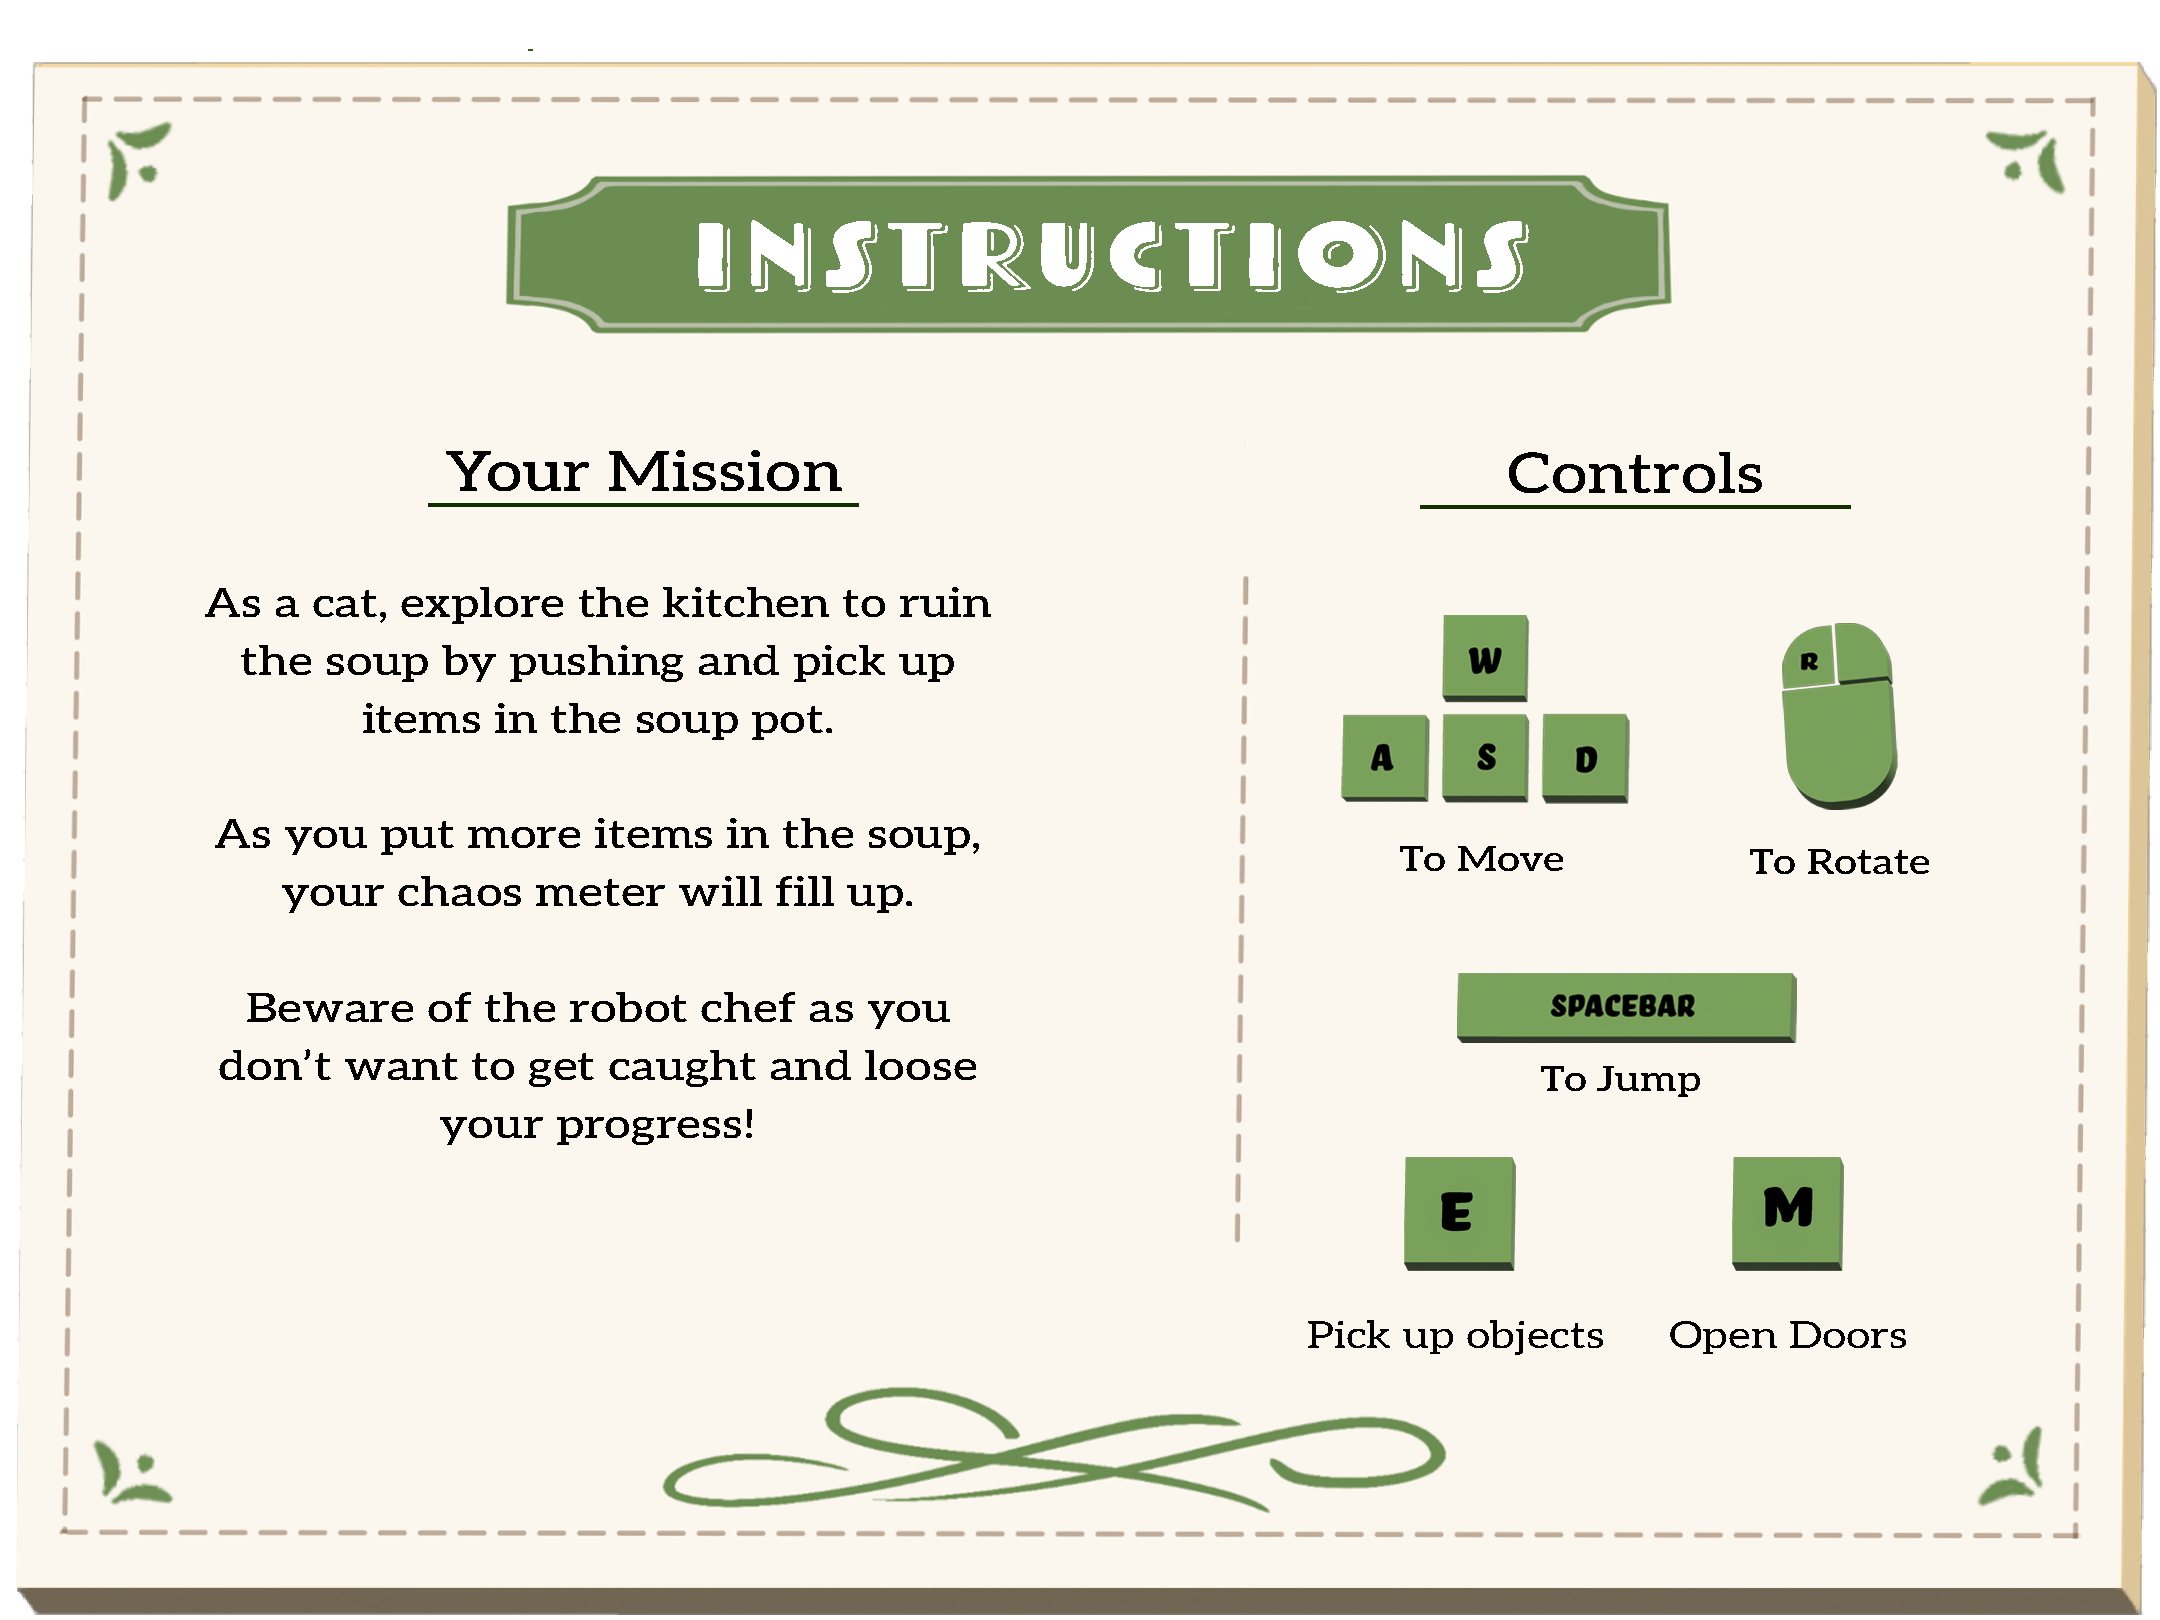 INSTRUCTIONS
Your Mission
As a cat, explore the kitchen to ruin
the soup by pushing and pick up
items in the soup pot.
As you put more items in the soup,
your chaos meter will fill up.
Beware of the robot chef as you
don't want to get caught and loose
your progress!
Controls
W
A S D
To Move
R
To Rotate
SPACEBAR
To Jump
E
Pick up objects
M
Open Doors